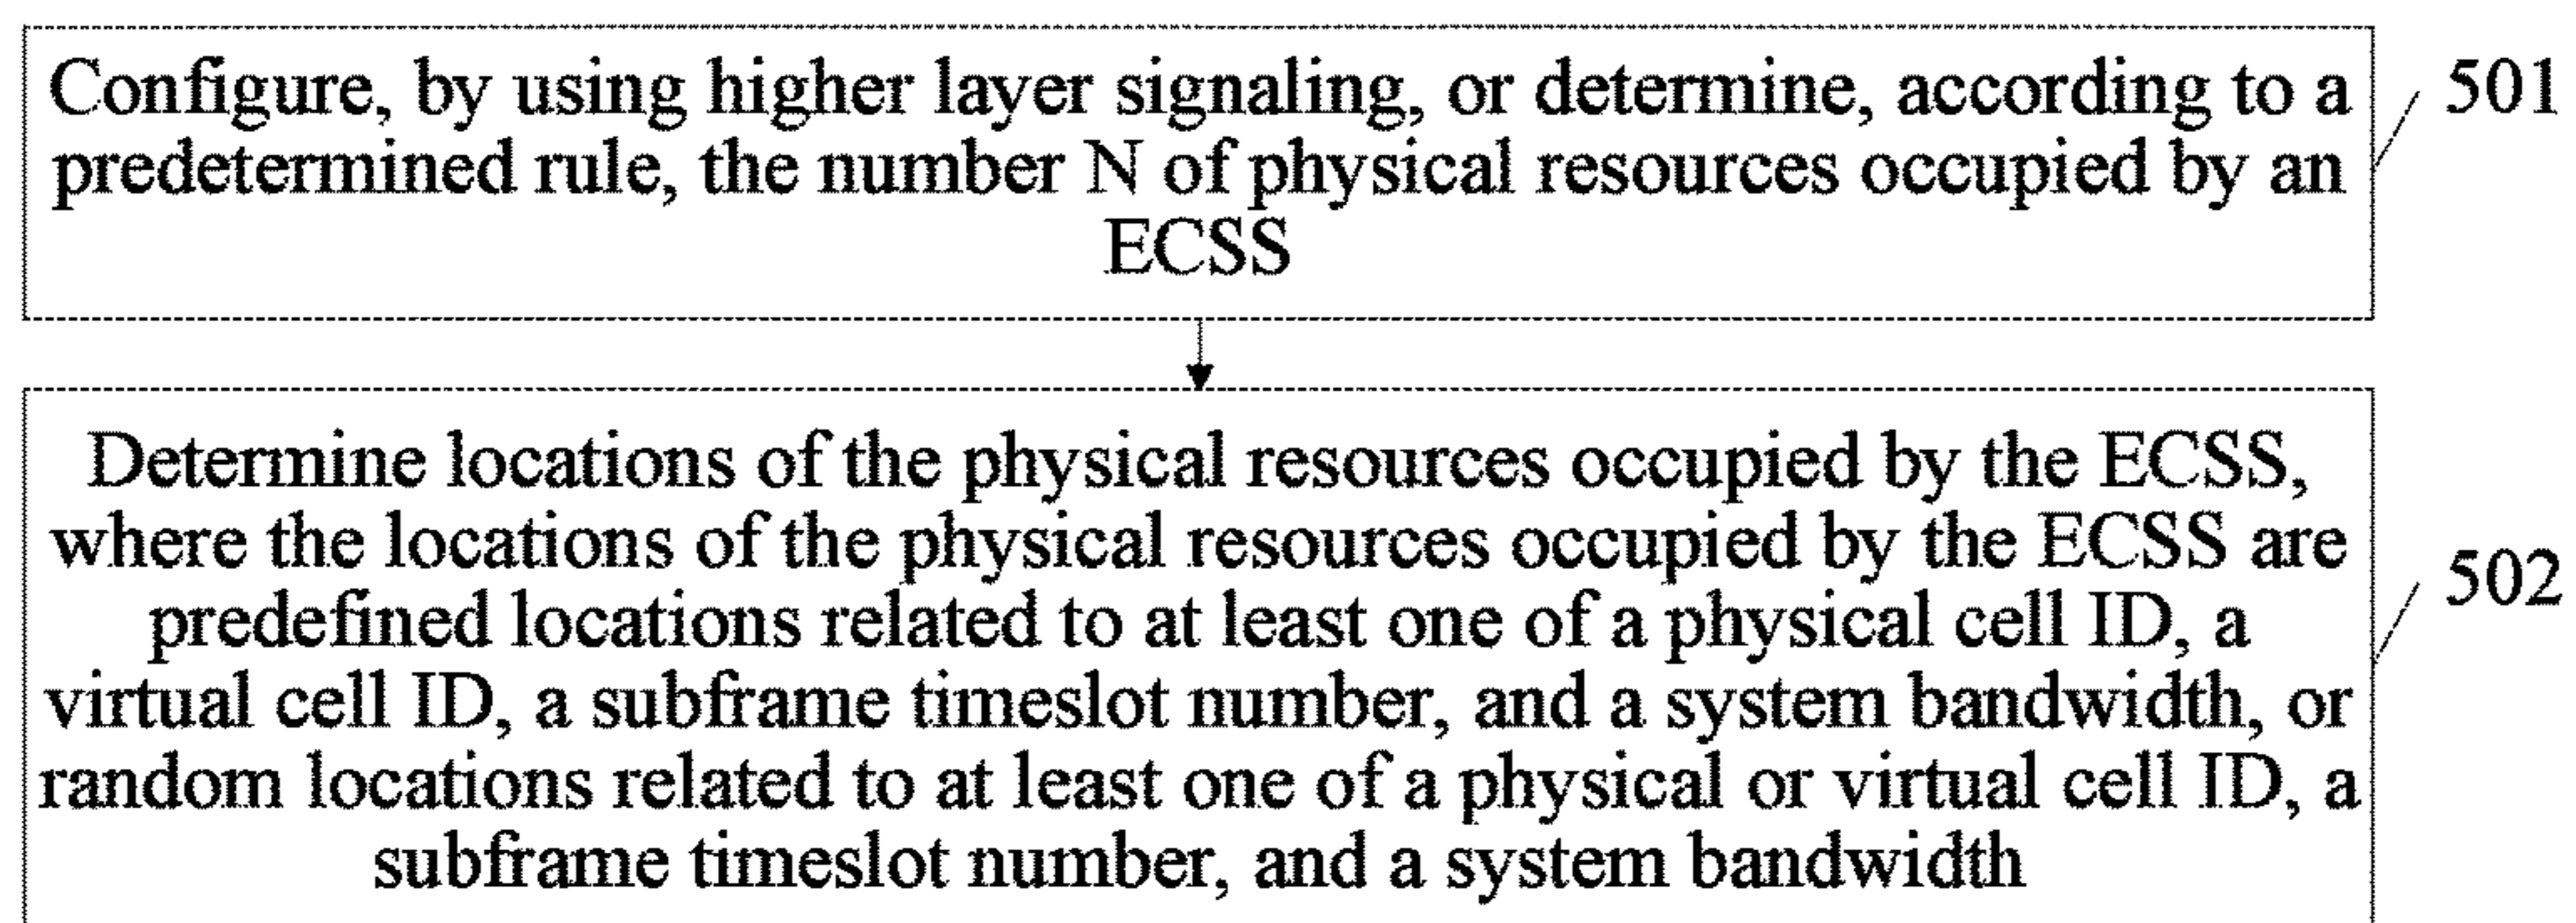 Configure, by using higher layer signaling, or determine, according to a
predetermined rule, the number N of physical resources occupied by an
ECSS
501
Determine locations of the physical resources occupied by the ECSS,
where the locations of the physical resources occupied by the ECSS are
predefined locations related to at least one of a physical cell ID, a
virtual cell ID, a subframe timeslot number, and a system bandwidth, or
random locations related to at least one of a physical or virtual cell ID, a
subframe timeslot number, and a system bandwidth
502